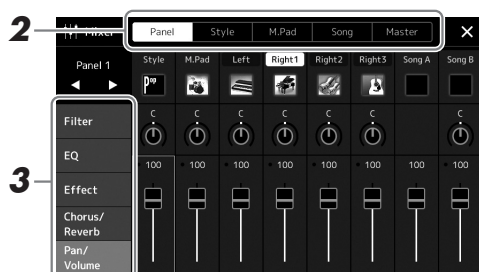 2
Mixer
Panel Style M.Pad Song Master
×
Panel 1
Style M.Pad Left Right1 Right2 Right3 Song A Song B
Pop
3
Filter
EQ
Effect
Chorus/
Reverb
Pan/
Volume
C C C C C C C
100 100 100 100 100 100 100 100